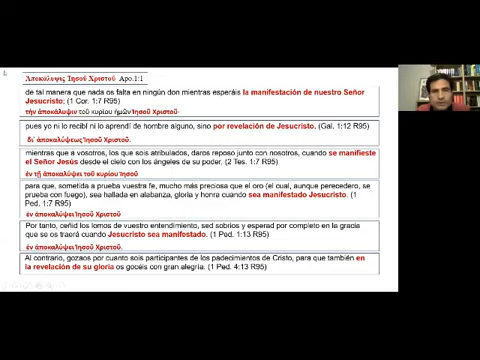 Ἀποκάλυψις Ἰησοῦ Χριστοῦ Apo.1:1
de tal manera que nada os falta en ningún don mientras esperáis la manifestación de nuestro Señor
Jesucristo; (1 Cor. 1:7 R95)
τὴν ἀποκάλυψιν τοῦ κυρίου ἡμῶν Ἰησοῦ Χριστοῦ·
pues yo ni lo recibí ni lo aprendí de hombre alguno, sino por revelación de Jesucristo. (Gal. 1:12 R95)
δι᾽ ἀποκαλύψεως Ἰησοῦ Χριστοῦ.
mientras que a vosotros, los que sois atribulados, daros reposo junto con nosotros, cuando se manifieste
el Señor Jesús desde el cielo con los ángeles de su poder, (2 Tes. 1:7 R95)
ἐν τῇ ἀποκαλύψει τοῦ κυρίου Ἰησοῦ
para que, sometida a prueba vuestra fe, mucho más preciosa que el oro (el cual, aunque perecedero, se
prueba con fuego), sea hallada en alabanza, gloria y honra cuando sea manifestado Jesucristo. (1
Ped. 1:7 R95)
ἐν ἀποκαλύψει Ἰησοῦ Χριστοῦ
Por tanto, ceñid los lomos de vuestro entendimiento, sed sobrios y esperad por completo en la gracia
que se os traerá cuando Jesucristo sea manifestado. (1 Ped. 1:13 R95)
ἐν ἀποκαλύψει Ἰησοῦ Χριστοῦ.
Al contrario, gozaos por cuanto sois participantes de los padecimientos de Cristo, para que también en
la revelación de su gloria os gocéis con gran alegría. (1 Ped. 4:13 R95)